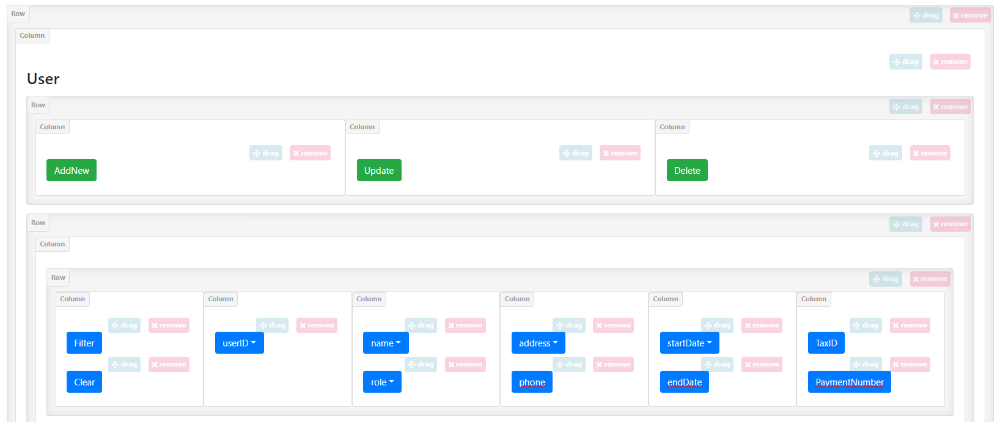 Row drag remove
Column
drag remove
User
Row drag remove
Column Column Column
drag remove drag remove drag remove
AddNew Update Delete
Row drag remove
Column
Row drag remove
Column Column Column Column Column Column
drag remove drag remove drag remove drag remove drag remove drag remove
Filter userID name address startDate TaxID
drag remove drag remove drag remove drag remove drag remove
Clear role phone endDate PaymentNumber